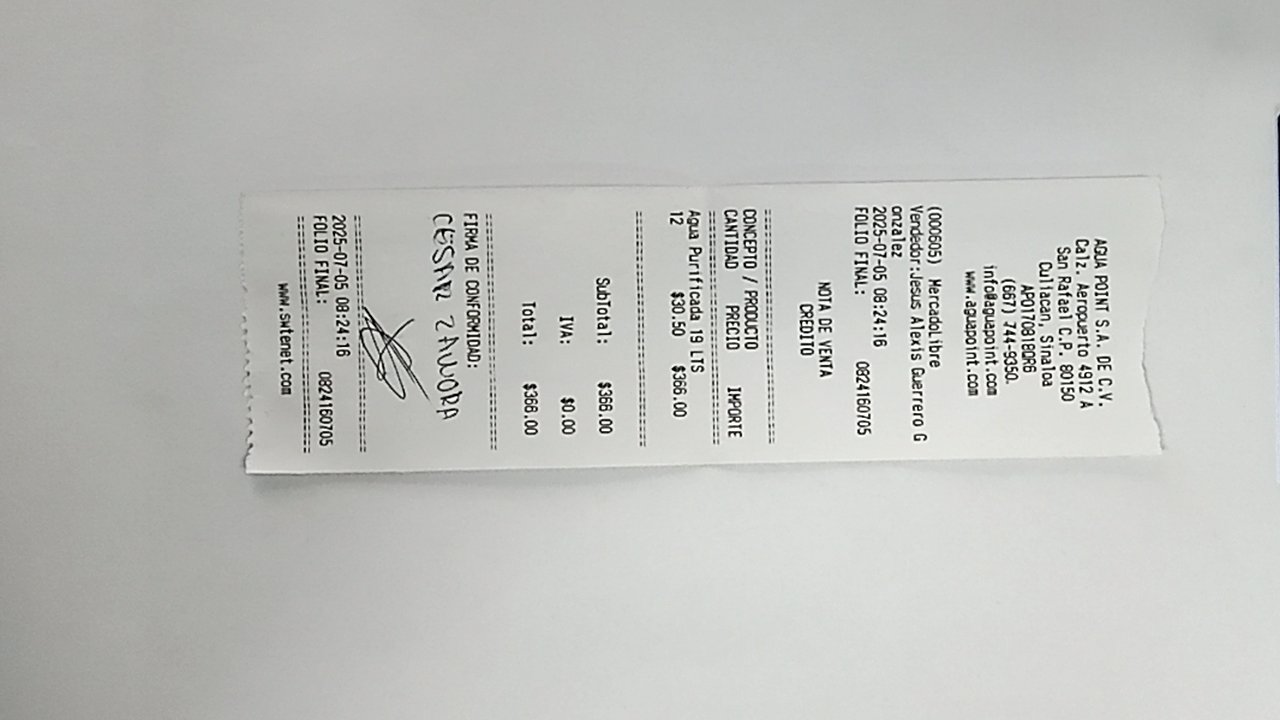 AGUA POINT S.A. DE C.V.
Calz. Aeropuerto 4912 A
San Rafael C.P. 80150
Culiacan, Sinaloa
APO170818QR6
(667) 744-9350.
info@aguapoint.com
www.aguapoint.com
(000605) MercadoLibre
Vendedor:Jesus Alexis Guerrero G
onzalez
2025-07-05 08:24:16
FOLIO FINAL: 0824160705
NOTA DE VENTA
CREDITO
================================
CONCEPTO / PRODUCTO
CANTIDAD PRECIO IMPORTE
================================
Agua Purificada 19 LTS
12 $30.50 $366.00
================================
SubTotal: $366.00
IVA: $0.00
Total: $366.00
================================
FIRMA DE CONFORMIDAD:
CESAR ZAMORA
================================
2025-07-05 08:24:16
FOLIO FINAL: 0824160705
================================
www.swtenet.com